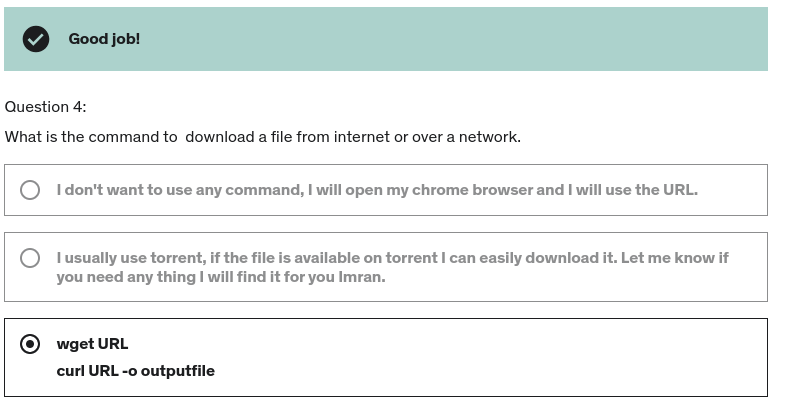 Good job!
Question 4:
What is the command to  download a file from internet or over a network.
I don't want to use any command, I will open my chrome browser and I will use the URL.
I usually use torrent, if the file is available on torrent I can easily download it. Let me know if
you need any thing I will find it for you Imran.
wget URL
curl URL -o outputfile